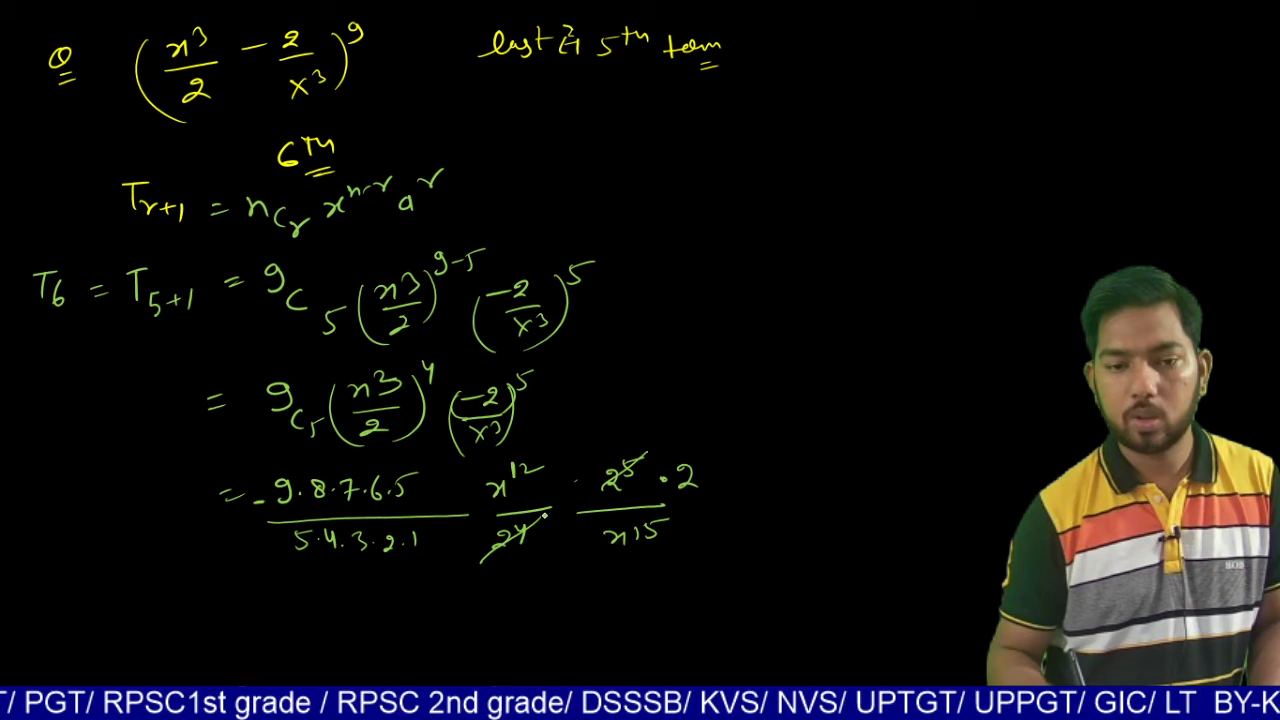 Q (x³/2 - 2/x³)⁹ last से 5th term
6th
Tr+1 = nCr xⁿ⁻ʳ aʳ
T6 = T5+1 = 9C5 (x³/2)⁹⁻⁵ (-2/x³)⁵
= 9C5 (x³/2)⁴ (-2/x³)⁵
= - 9.8.7.6.5/5.4.3.2.1 x¹²/2⁴ · 2⁵/x15 · 2
T/ PGT/ RPSC1st grade / RPSC 2nd grade/ DSSSB/ KVS/ NVS/ UPTGT/ UPPGT/ GIC/ LT BY-K